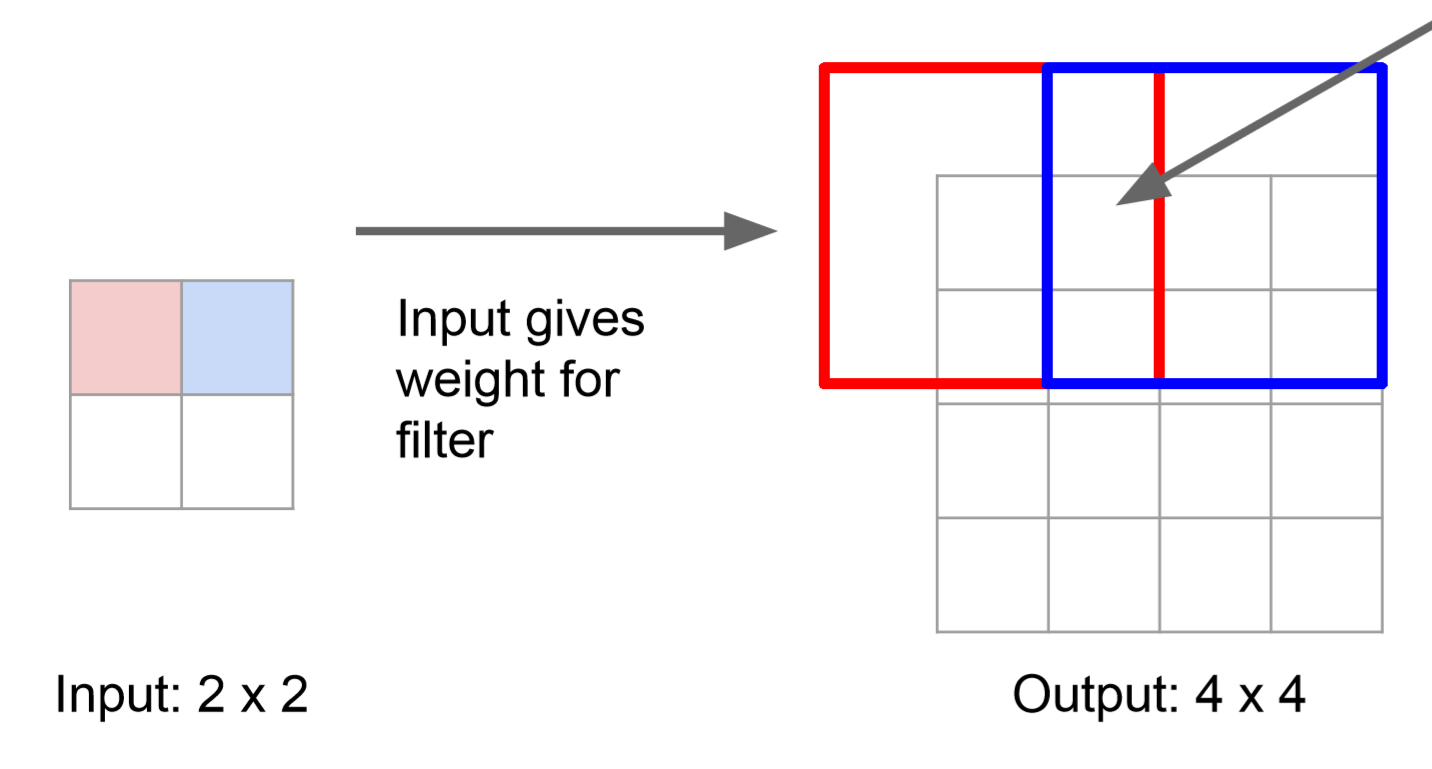 Input gives
weight for
filter
Input: 2 x 2
Output: 4 x 4